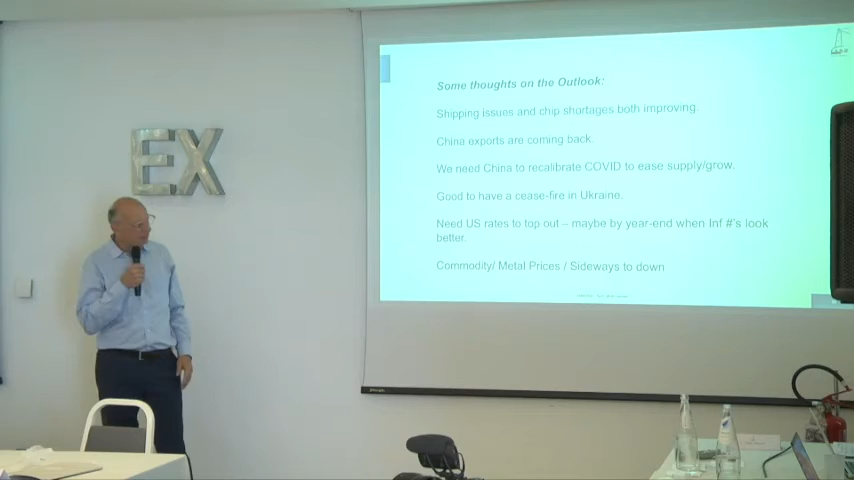 EX
Some thoughts on the Outlook:
Shipping issues and chip shortages both improving.
China exports are coming back.
We need China to recalibrate COVID to ease supply/grow.
Good to have a cease-fire in Ukraine.
Need US rates to top out – maybe by year-end when Inf #'s look
better.
Commodity/ Metal Prices / Sideways to down